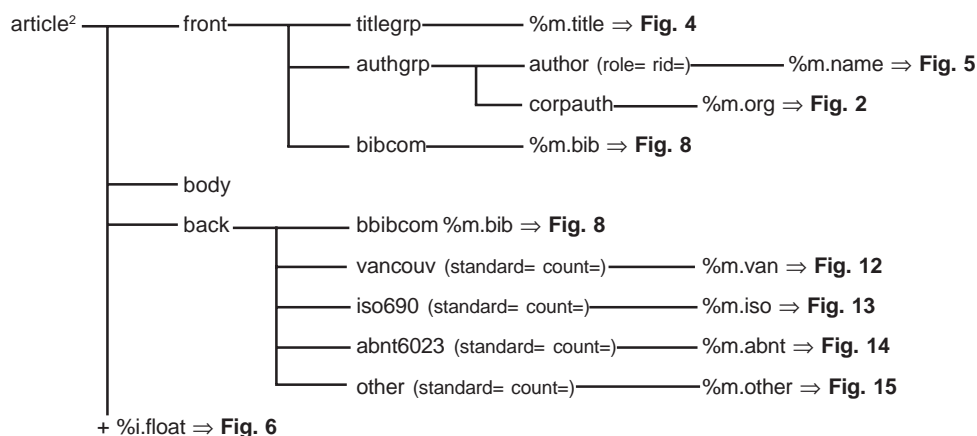 article² front titlegrp %m.title ⇒ Fig. 4
authgrp author (role= rid=) %m.name ⇒ Fig. 5
corpauth %m.org ⇒ Fig. 2
bibcom %m.bib ⇒ Fig. 8
body
back bbibcom %m.bib ⇒ Fig. 8
vancouv (standard= count=) %m.van ⇒ Fig. 12
iso690 (standard= count=) %m.iso ⇒ Fig. 13
abnt6023 (standard= count=) %m.abnt ⇒ Fig. 14
other (standard= count=) %m.other ⇒ Fig. 15
+ %i.float ⇒ Fig. 6